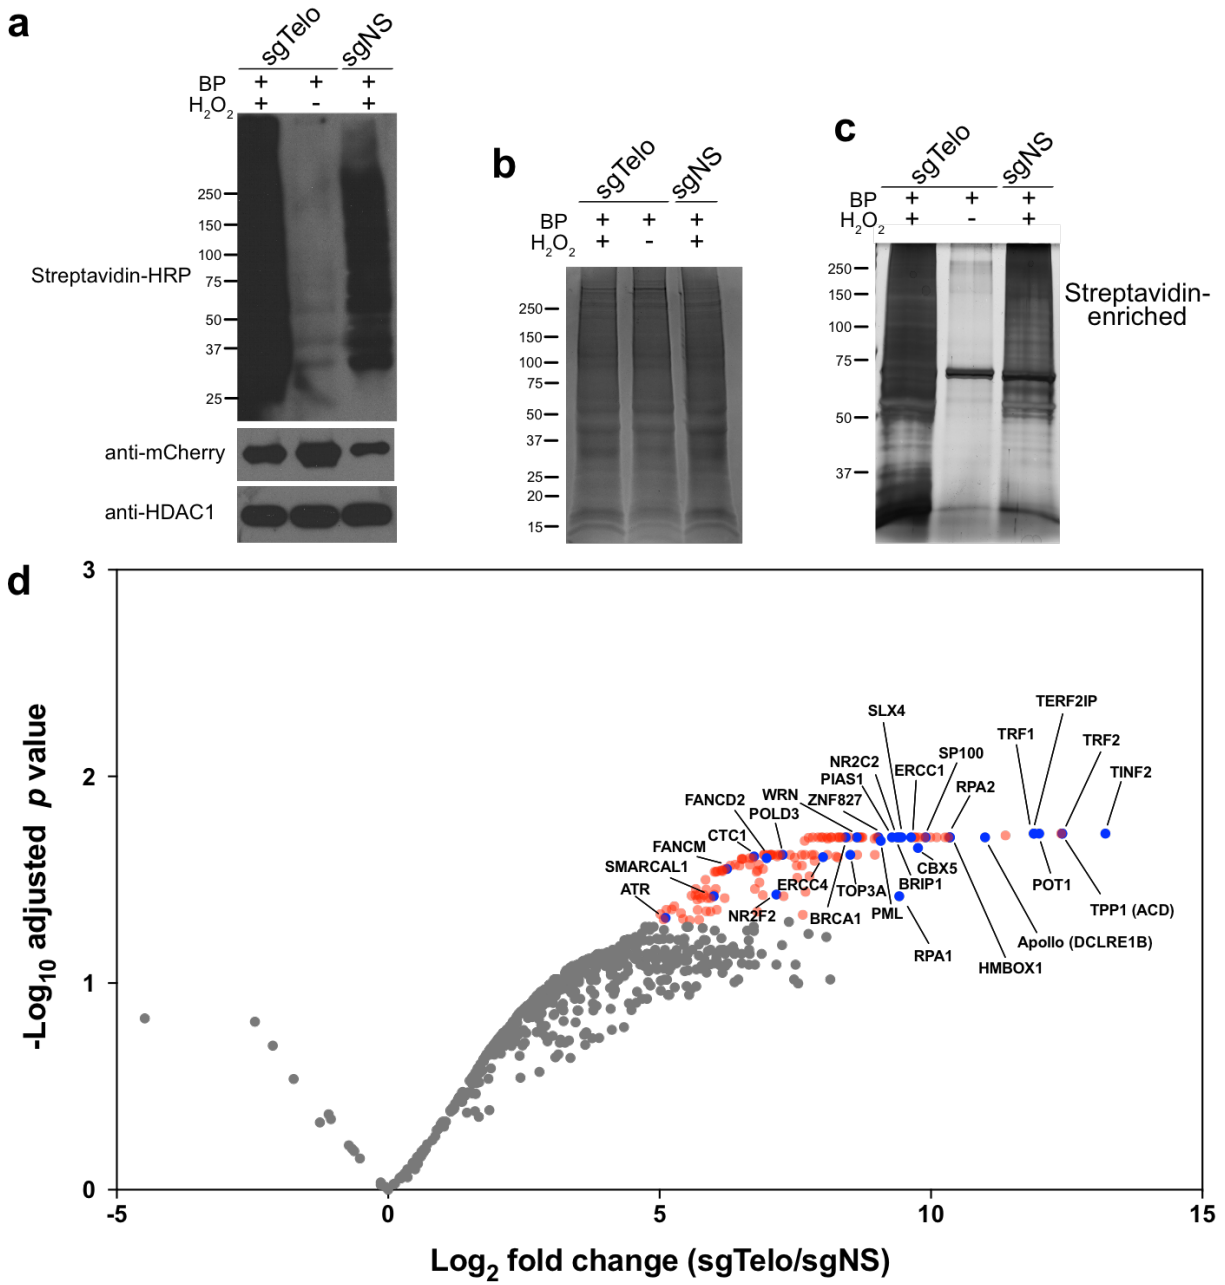 a
sgTelo sgNS
BP + + +
H2O2 + - +
250
150
100
Streptavidin-HRP
75
50
37
25
anti-mCherry
anti-HDAC1
b
sgTelo sgNS
BP + + +
H2O2 + - +
250
150
100
75
50
37
25
20
15
c
sgTelo sgNS
BP + + +
H2O2 + - +
250
150
100
75
50
37
Streptavidin-
enriched
d
3
2
1
0
-Log10 adjusted p value
TERF2IP
SLX4
TRF1
TRF2
NR2C2
SP100
ERCC1
TINF2
PIAS1
RPA2
WRN
ZNF827
FANCD2
POLD3
CTC1
FANCM
SMARCAL1
ATR
ERCC4
TOP3A
BRIP1
CBX5
POT1
NR2F2
BRCA1
PML
TPP1 (ACD)
Apollo (DCLRE1B)
RPA1
HMBOX1
-5 0 5 10 15
Log2 fold change (sgTelo/sgNS)